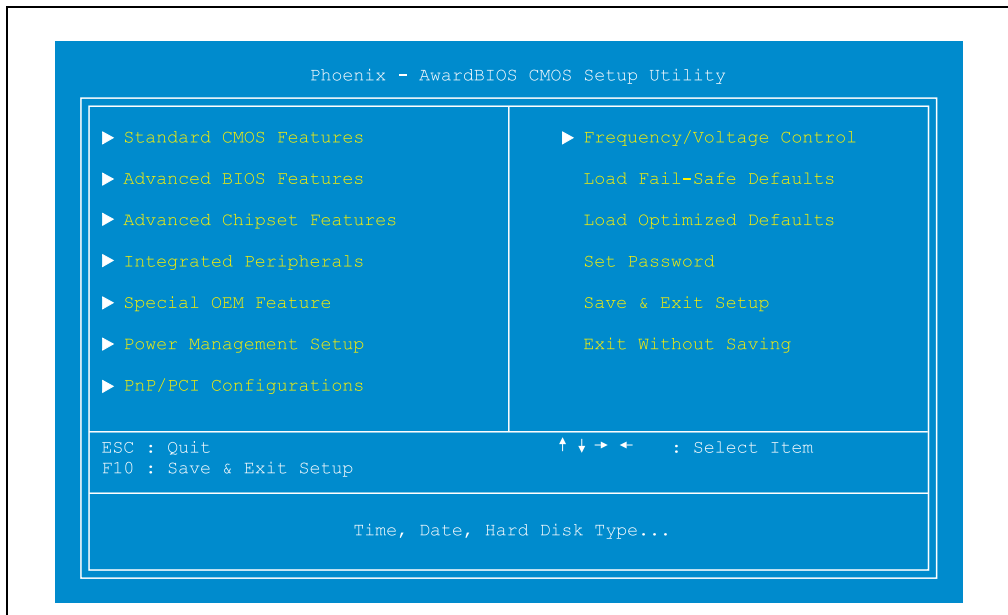 Phoenix - AwardBIOS CMOS Setup Utility
▶ Standard CMOS Features
▶ Advanced BIOS Features
▶ Advanced Chipset Features
▶ Integrated Peripherals
▶ Special OEM Feature
▶ Power Management Setup
▶ PnP/PCI Configurations
▶ Frequency/Voltage Control
Load Fail-Safe Defaults
Load Optimized Defaults
Set Password
Save & Exit Setup
Exit Without Saving
ESC : Quit
F10 : Save & Exit Setup
↑ ↓ → ← : Select Item
Time, Date, Hard Disk Type...